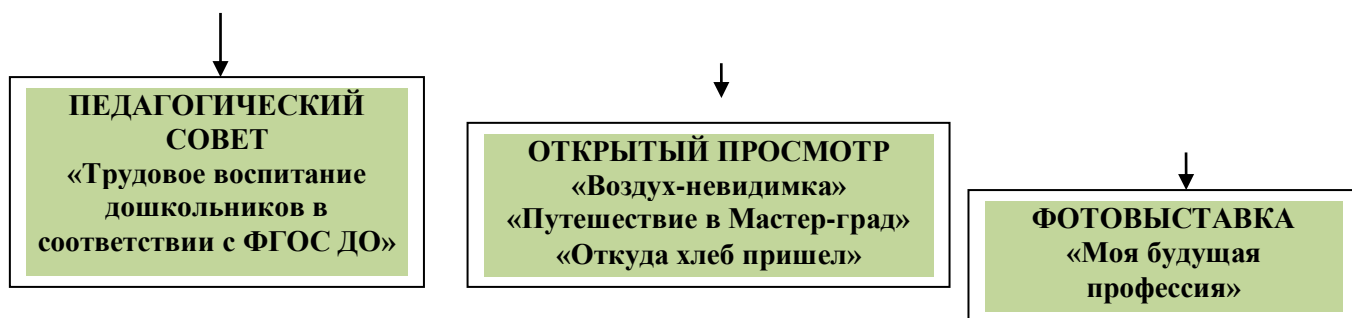 ПЕДАГОГИЧЕСКИЙ
СОВЕТ
«Трудовое воспитание
дошкольников в
соответствии с ФГОС ДО»
ОТКРЫТЫЙ ПРОСМОТР
«Воздух-невидимка»
«Путешествие в Мастер-град»
«Откуда хлеб пришел»
ФОТОВЫСТАВКА
«Моя будущая
профессия»